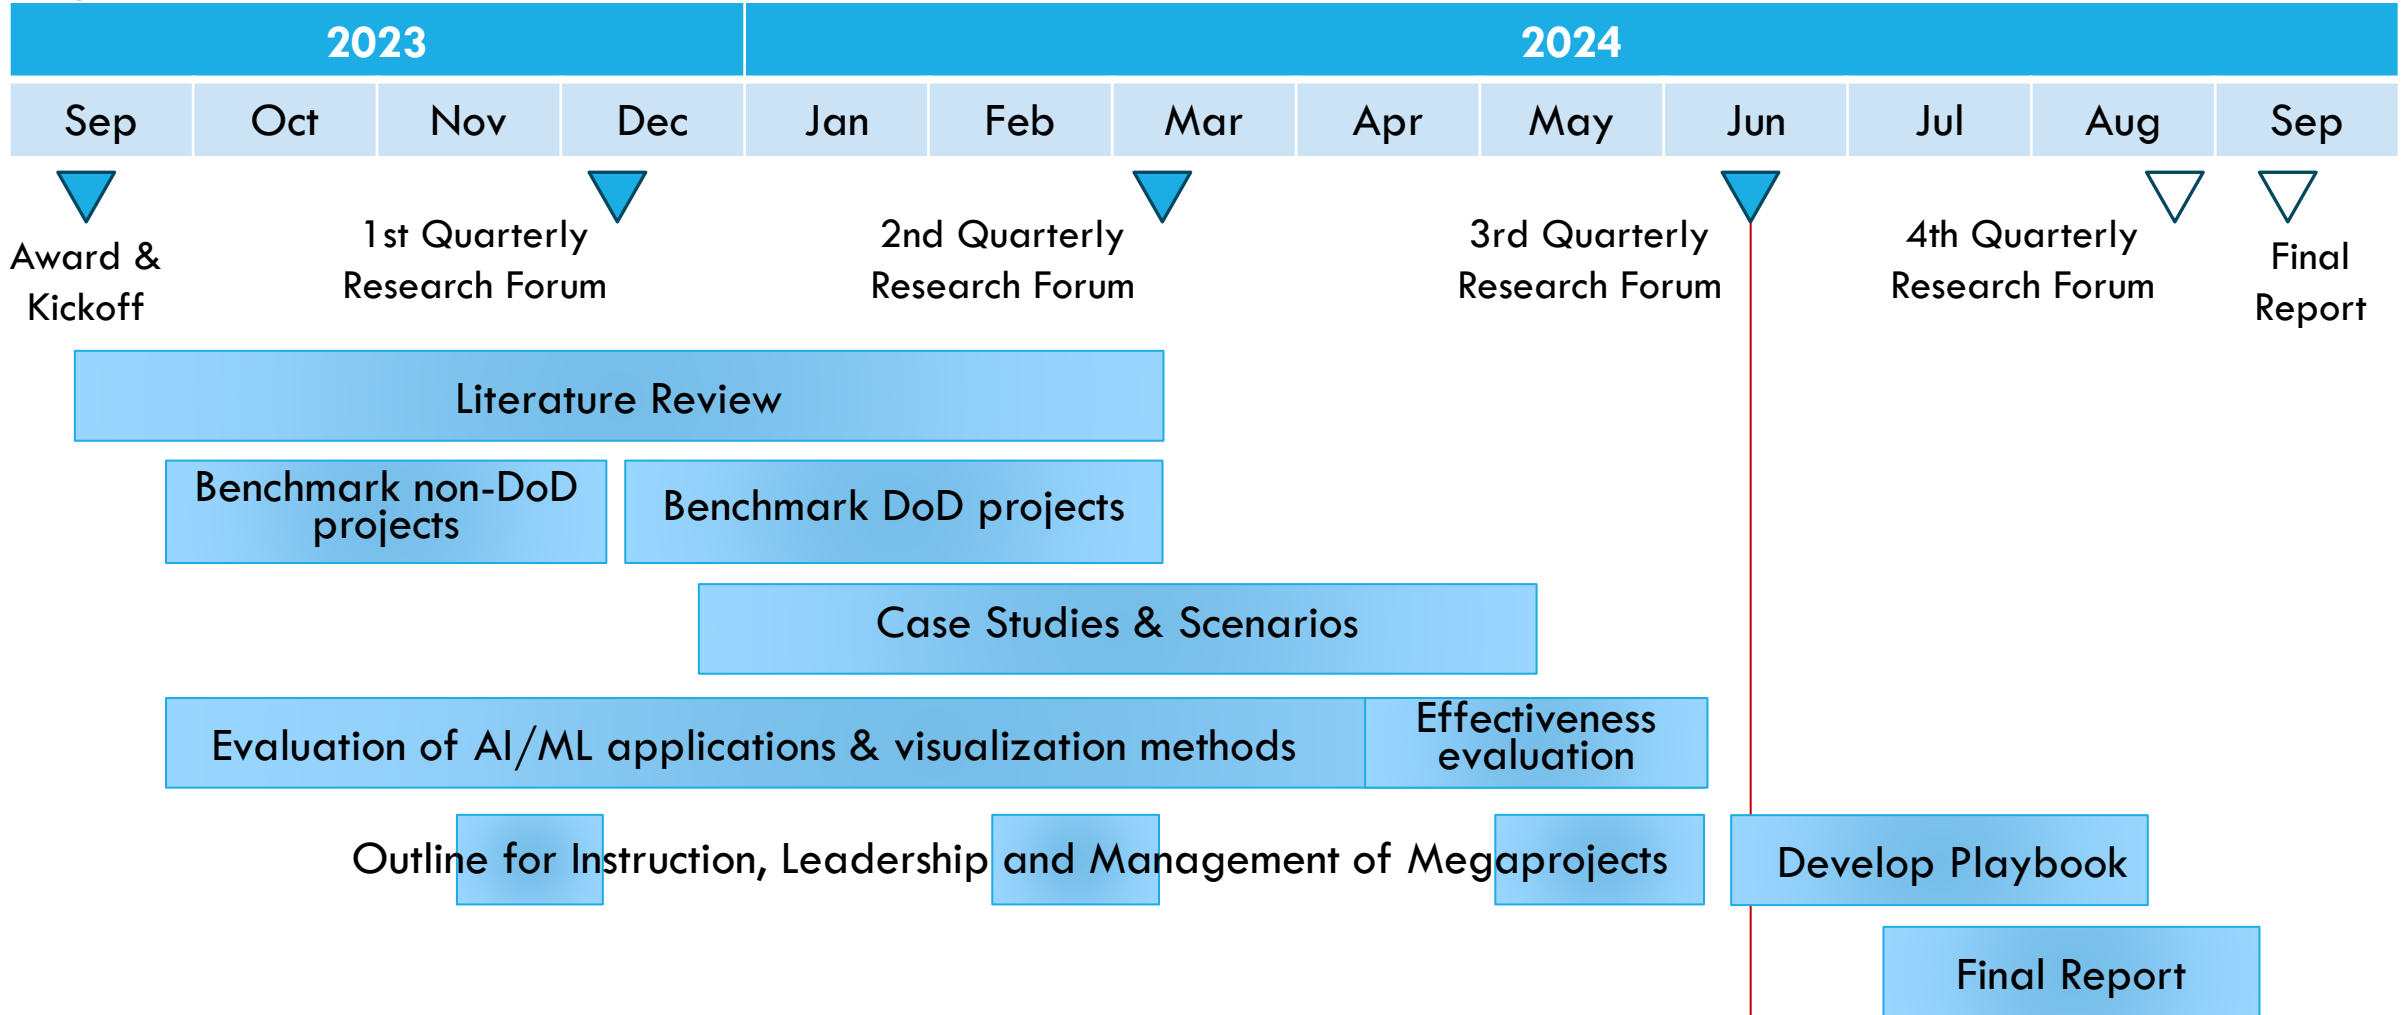 2023
2024
Sep
Oct
Nov
Dec
Jan
Feb
Mar
Apr
May
Jun
Jul
Aug
Sep
Award &
Kickoff
1st Quarterly
Research Forum
2nd Quarterly
Research Forum
3rd Quarterly
Research Forum
4th Quarterly
Research Forum
Final
Report
Literature Review
Benchmark non-DoD
projects
Benchmark DoD projects
Case Studies & Scenarios
Evaluation of AI/ML applications & visualization methods
Effectiveness
evaluation
Outline for Instruction, Leadership and Management of Megaprojects
Develop Playbook
Final Report